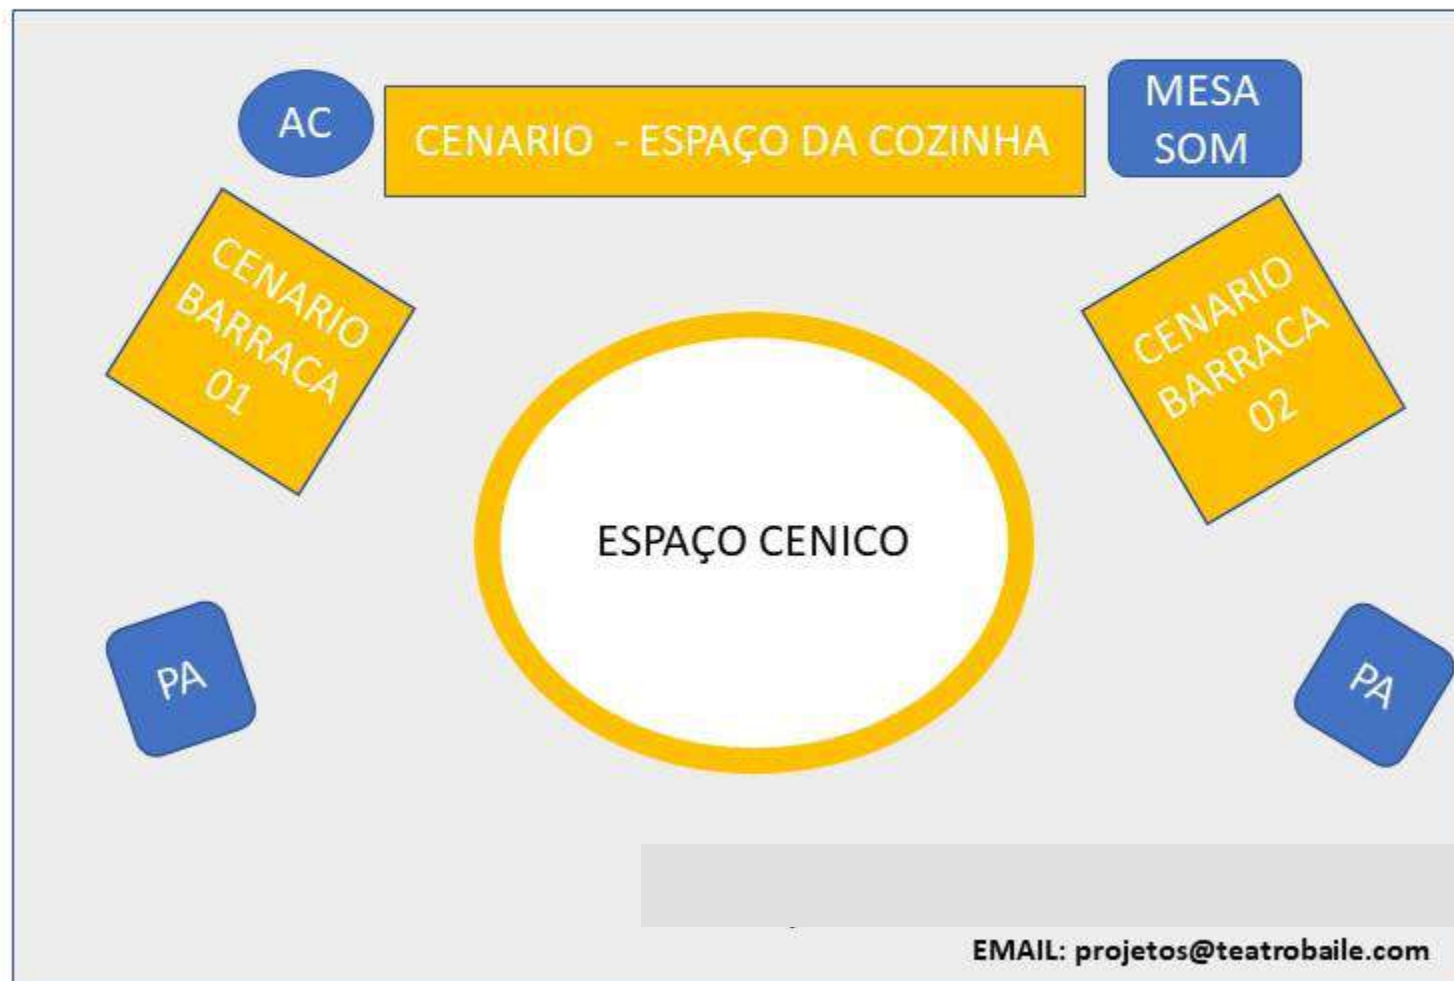 AC
CENARIO - ESPAÇO DA COZINHA
MESA
SOM
CENARIO
BARRACA
01
CENARIO
BARRACA
02
ESPAÇO CENICO
PA
PA
EMAIL: projetos@teatrobaile.com